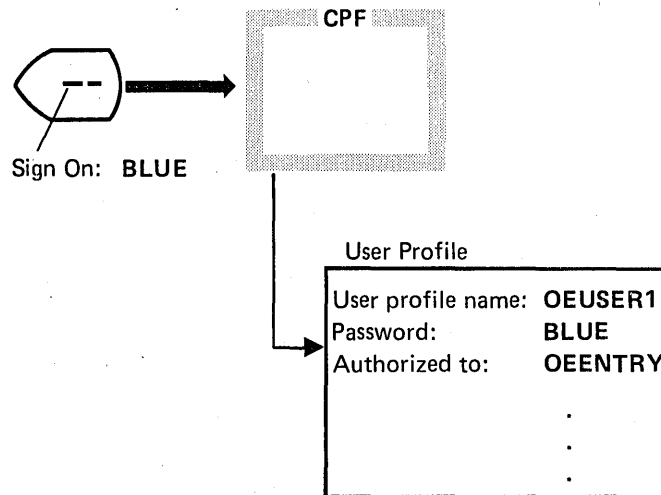 CPF
Sign On: BLUE
User Profile
User profile name: OEUSER1
Password: BLUE
Authorized to: OEENTRY